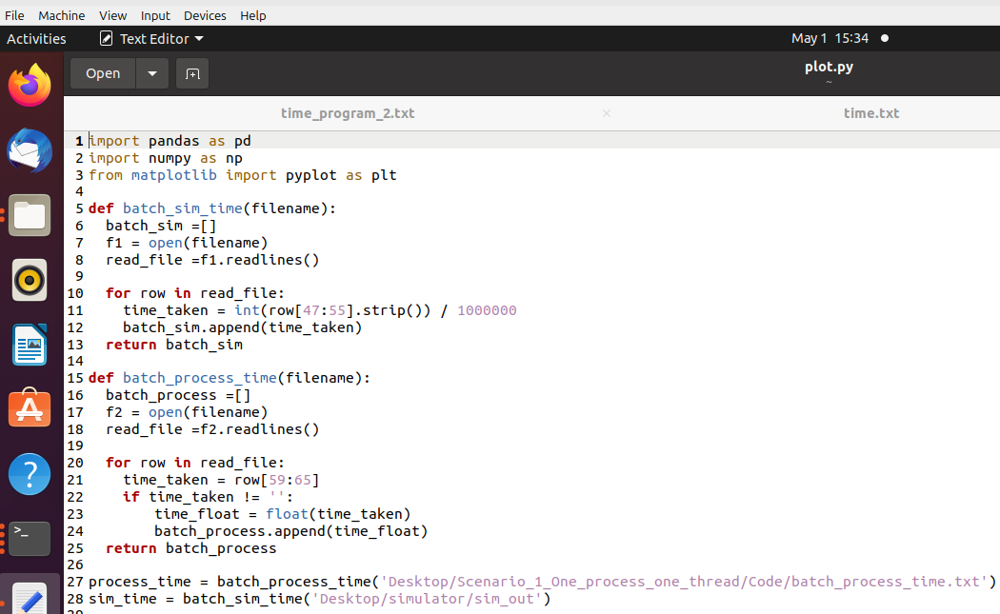 File Machine View Input Devices Help
Activities Text Editor May 1 15:34
Open plot.py
~
time_program_2.txt × time.txt
1 import pandas as pd
2 import numpy as np
3 from matplotlib import pyplot as plt
4
5 def batch_sim_time(filename):
6   batch_sim =[]
7   f1 = open(filename)
8   read_file =f1.readlines()
9
10   for row in read_file:
11     time_taken = int(row[47:55].strip()) / 1000000
12     batch_sim.append(time_taken)
13   return batch_sim
14
15 def batch_process_time(filename):
16   batch_process =[]
17   f2 = open(filename)
18   read_file =f2.readlines()
19
20   for row in read_file:
21     time_taken = row[59:65]
22     if time_taken != '':
23         time_float = float(time_taken)
24         batch_process.append(time_float)
25   return batch_process
26
27 process_time = batch_process_time('Desktop/Scenario_1_One_process_one_thread/Code/batch_process_time.txt')
28 sim_time = batch_sim_time('Desktop/simulator/sim_out')